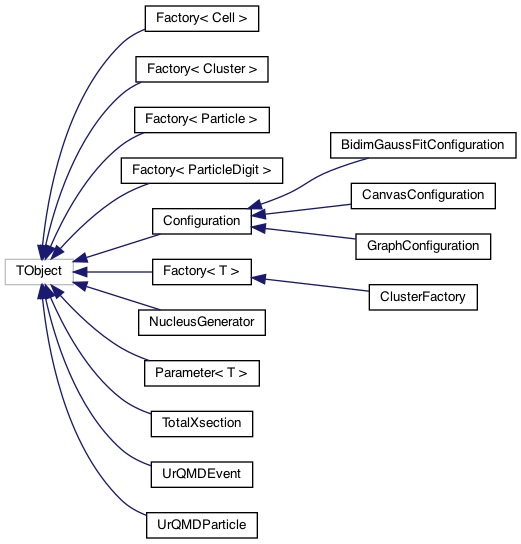 Factory< Cell >
Factory< Cluster >
Factory< Particle >
Factory< ParticleDigit >
BidimGaussFitConfiguration
CanvasConfiguration
Configuration
GraphConfiguration
TObject
Factory< T >
ClusterFactory
NucleusGenerator
Parameter< T >
TotalXsection
UrQMDEvent
UrQMDParticle